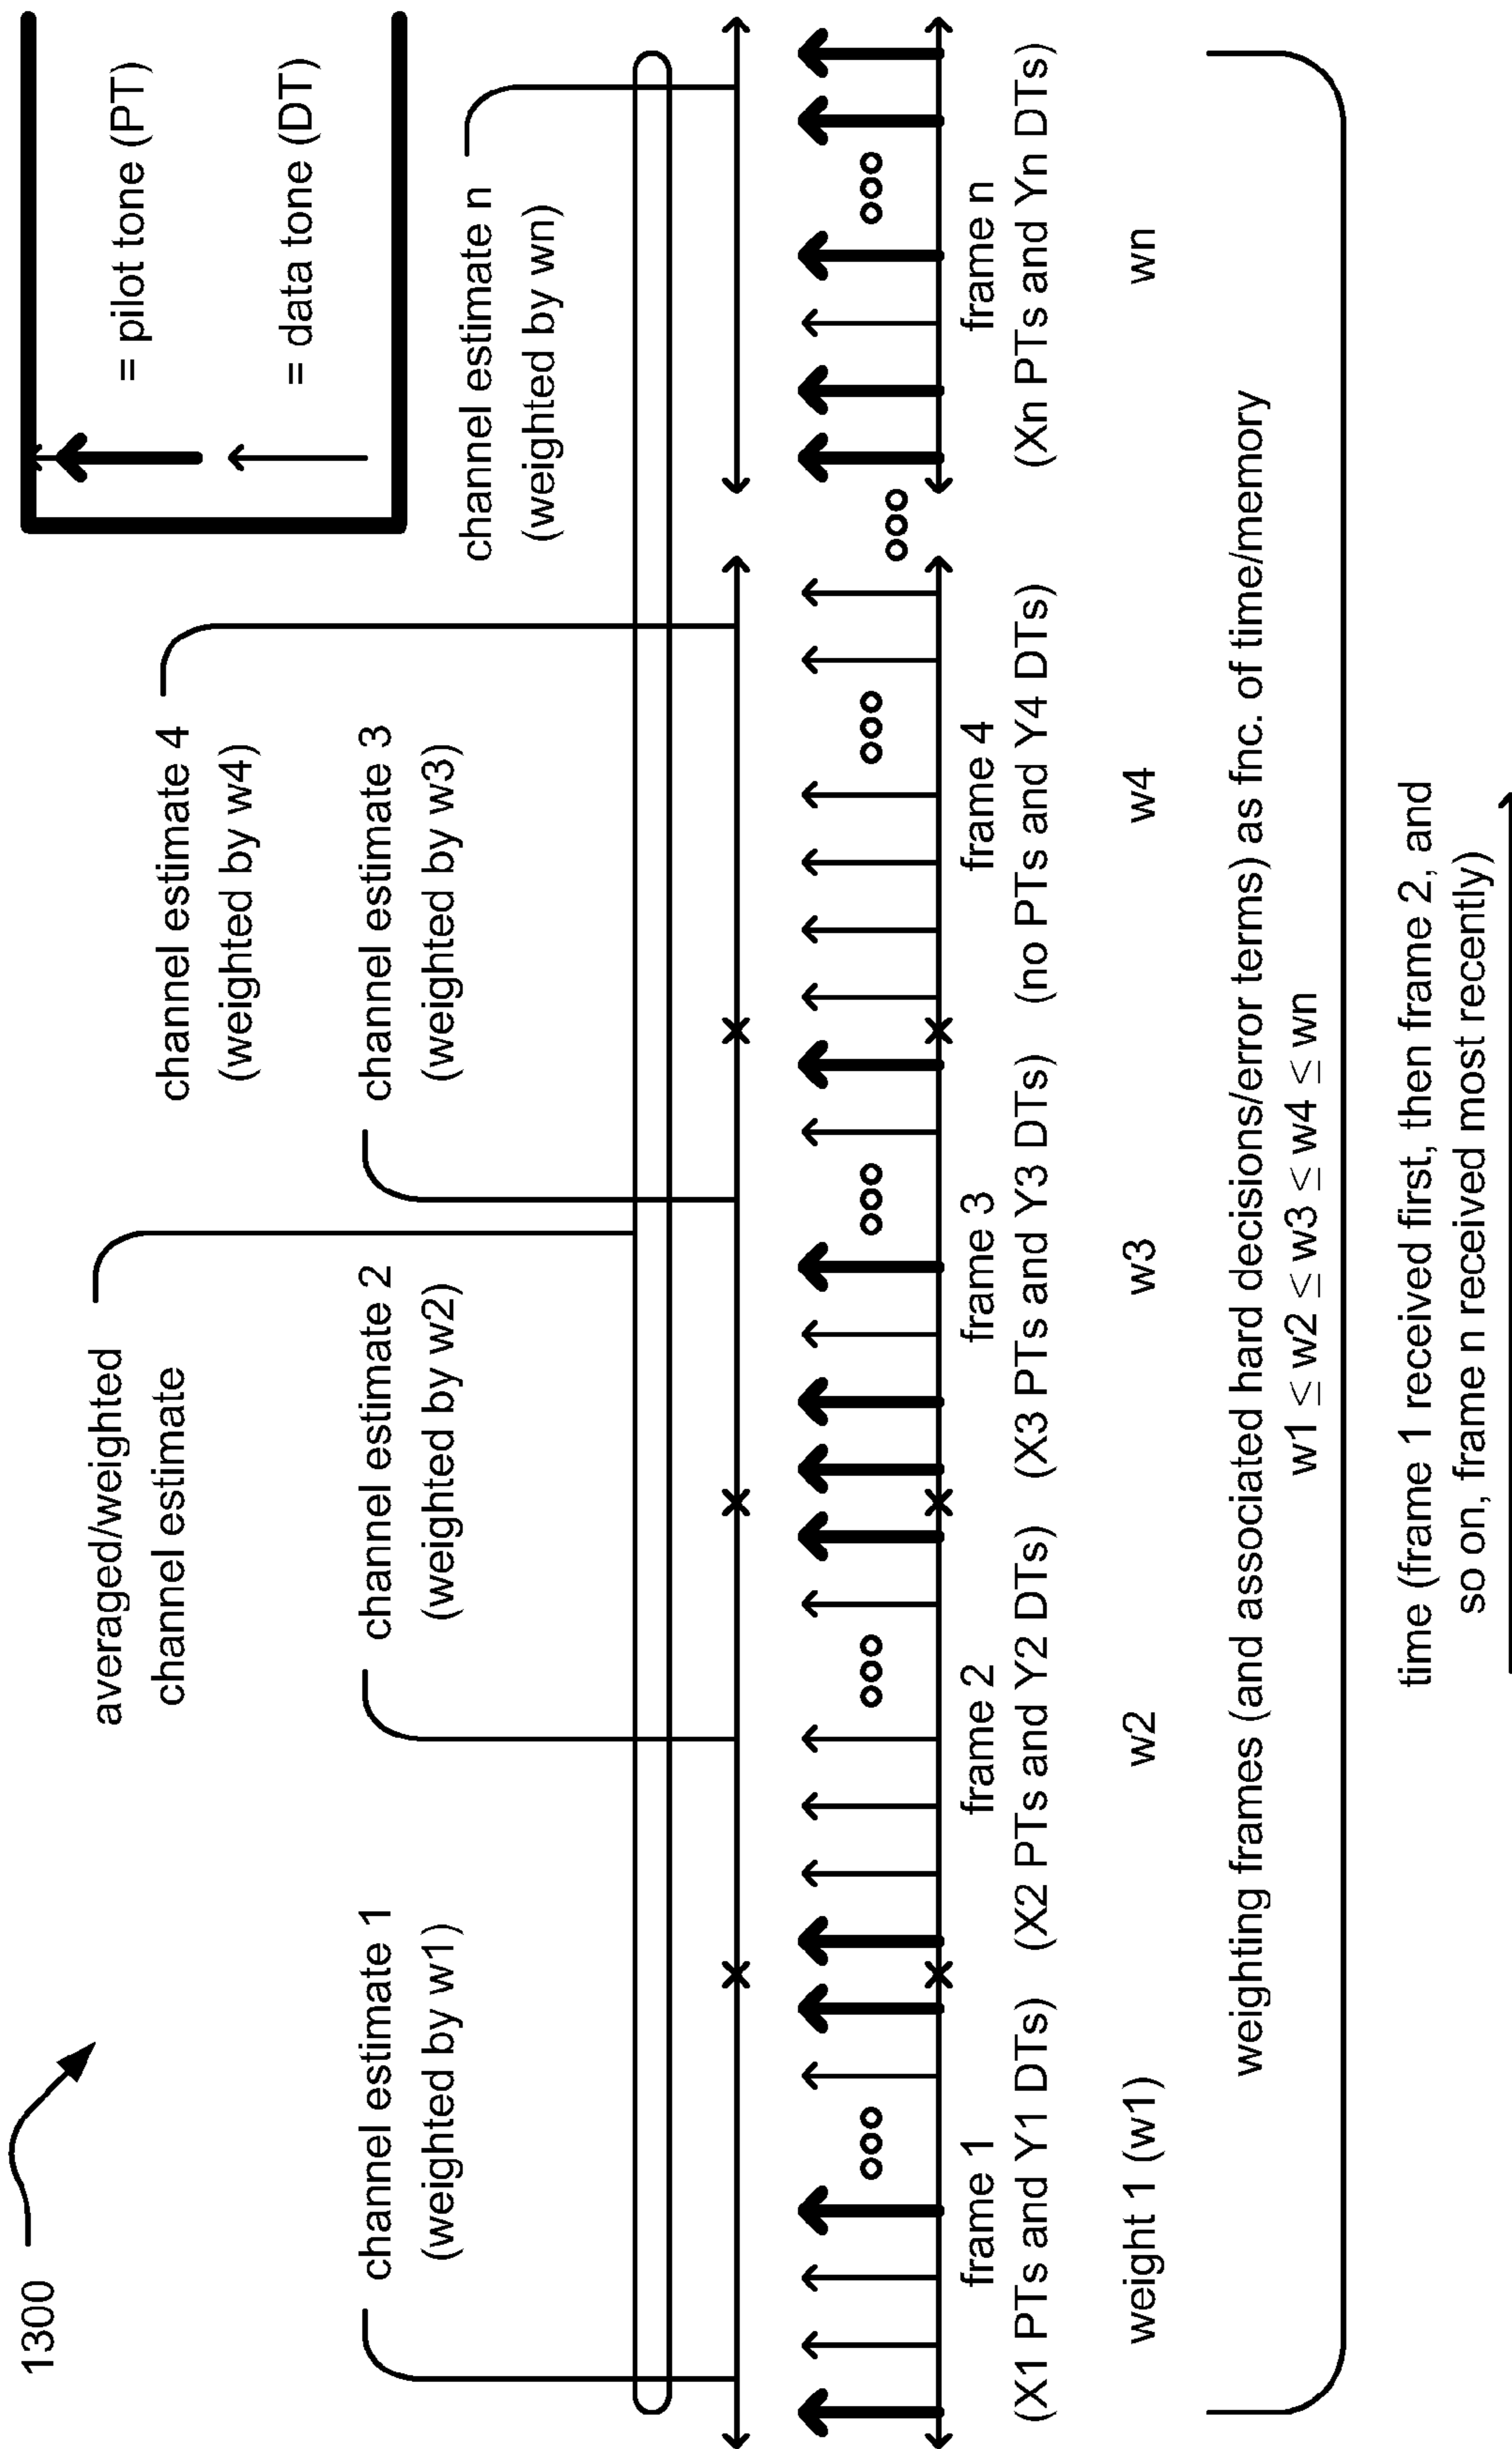 1300
= pilot tone (PT)
= data tone (DT)
averaged/weighted
channel estimate
channel estimate 4
(weighted by w4)
channel estimate 1
(weighted by w1)
channel estimate 2
(weighted by w2)
channel estimate 3
(weighted by w3)
channel estimate n
(weighted by wn)
frame 1
(X1 PTs and Y1 DTs)
frame 2
(X2 PTs and Y2 DTs)
frame 3
(X3 PTs and Y3 DTs)
frame 4
(no PTs and Y4 DTs)
frame n
(Xn PTs and Yn DTs)
weight 1 (w1)
w2
w3
w4
wn
weighting frames (and associated hard decisions/error terms) as fnc. of time/memory
w1 ≤ w2 ≤ w3 ≤ w4 ≤ wn
time (frame 1 received first, then frame 2, and
so on, frame n received most recently)